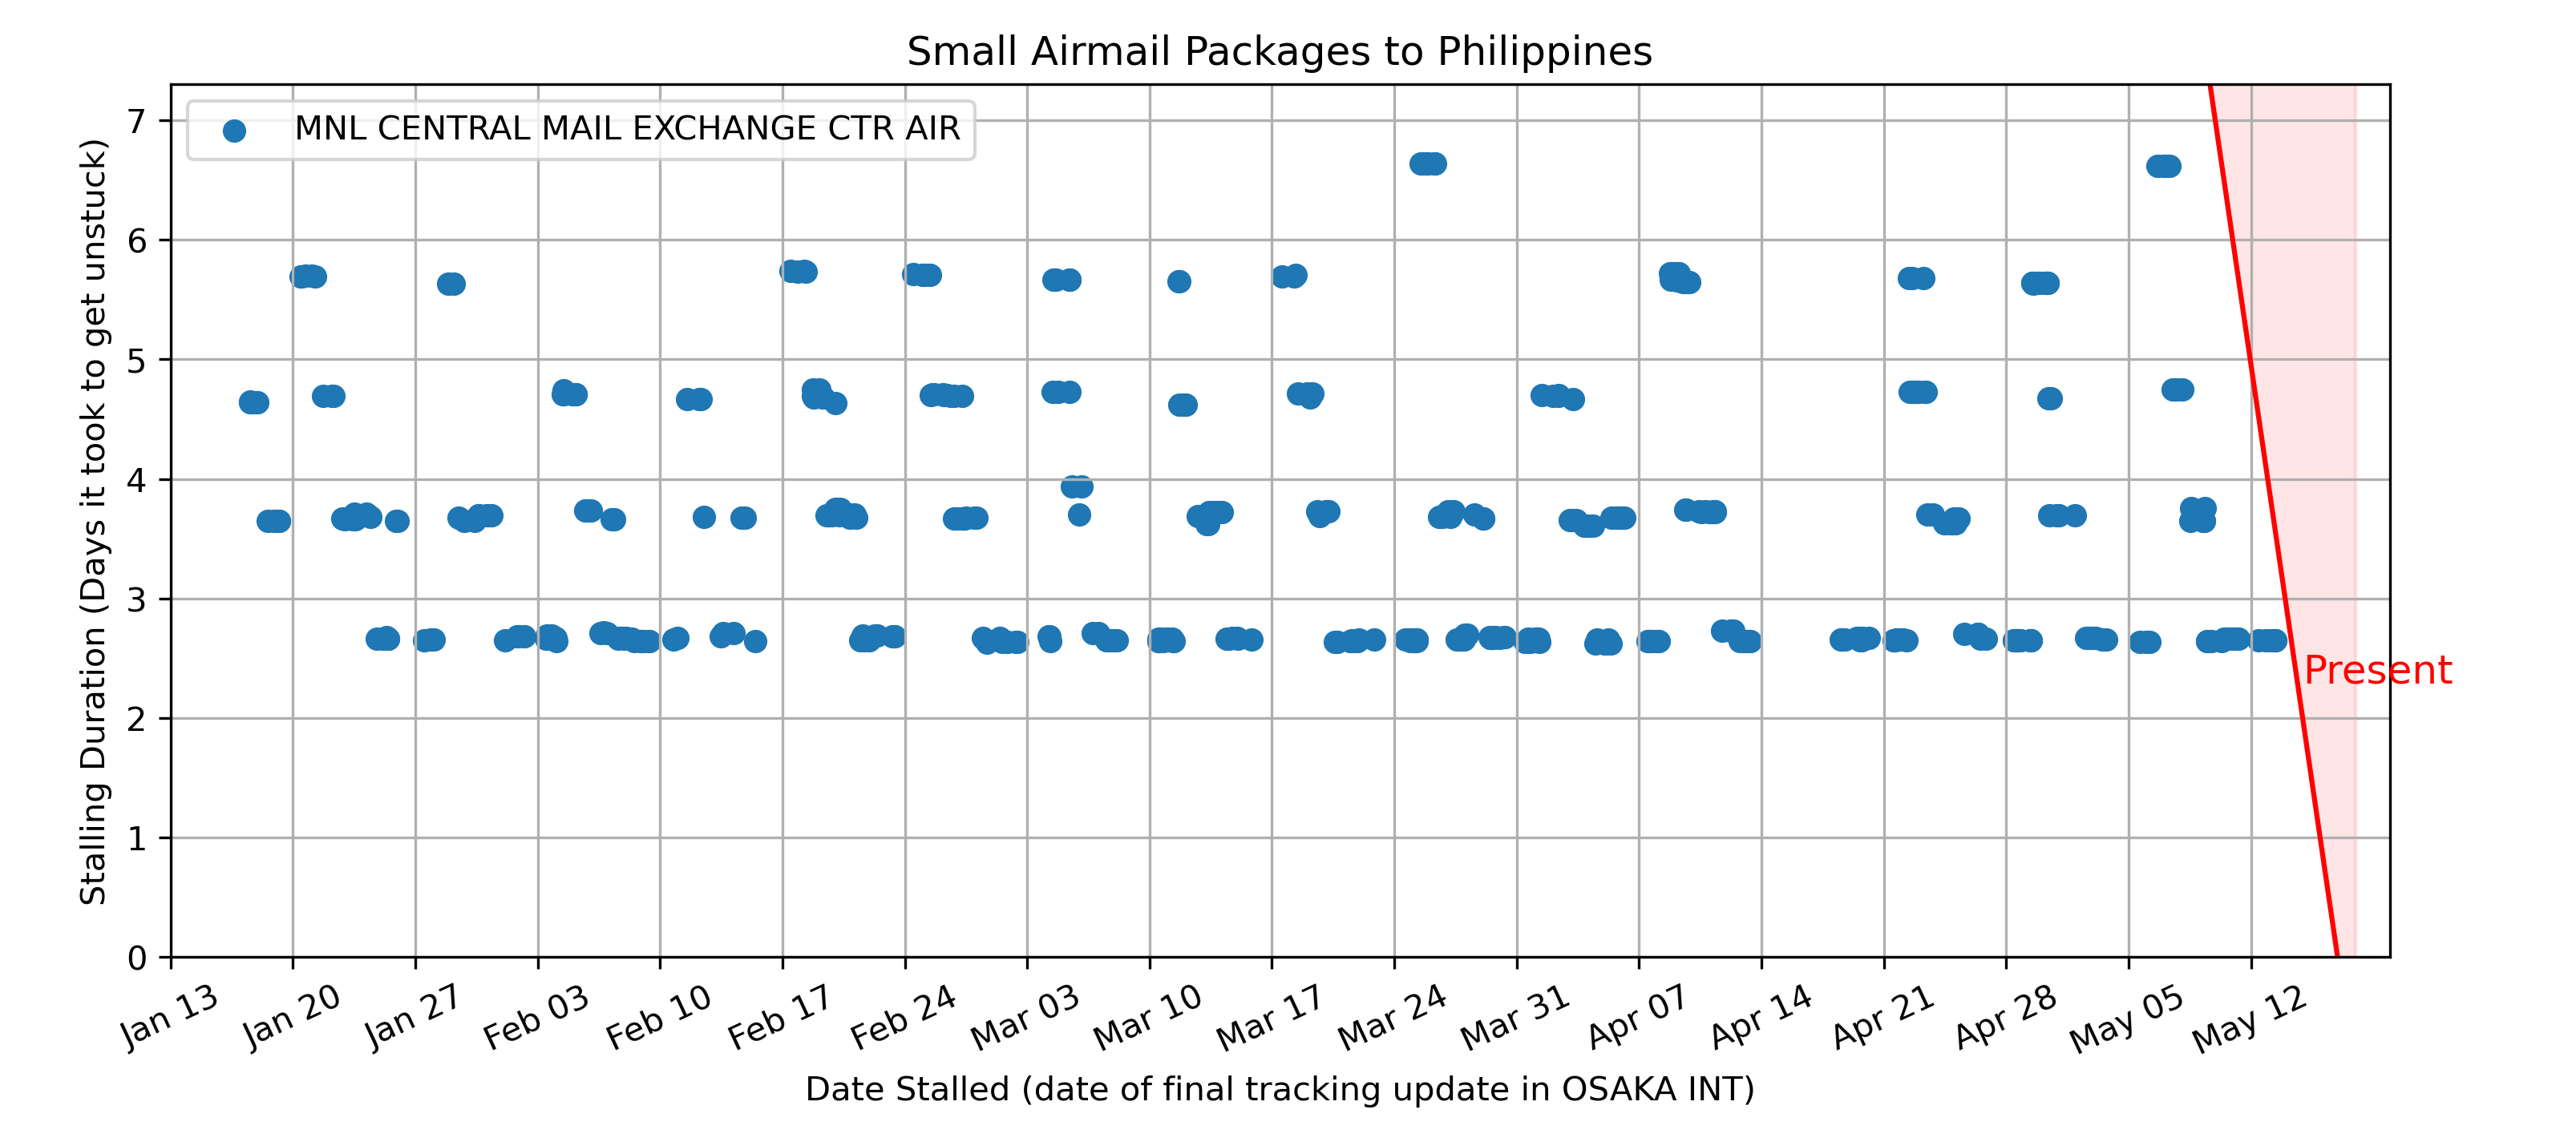 Small Airmail Packages to Philippines
MNL CENTRAL MAIL EXCHANGE CTR AIR
Stalling Duration (Days it took to get unstuck)
7
6
5
4
3
2
1
0
Present
Jan 13
Jan 20
Jan 27
Feb 03
Feb 10
Feb 17
Feb 24
Mar 03
Mar 10
Mar 17
Mar 24
Mar 31
Apr 07
Apr 14
Apr 21
Apr 28
May 05
May 12
Date Stalled (date of final tracking update in OSAKA INT)